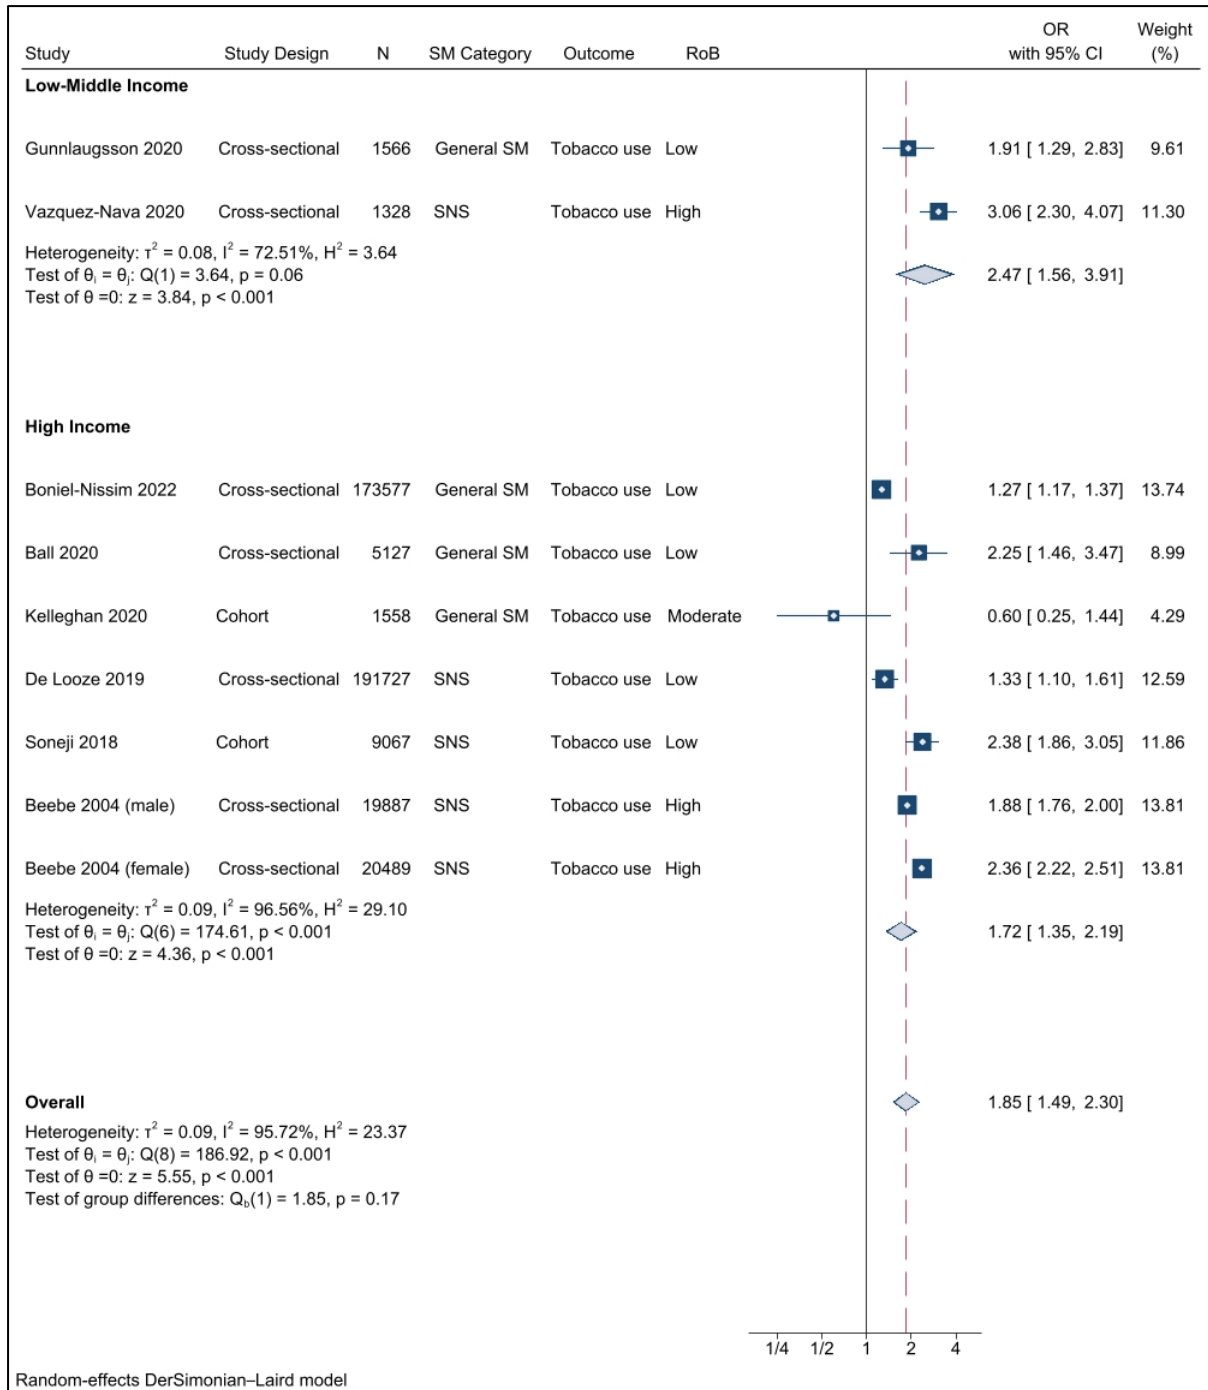 Study Study Design N SM Category Outcome RoB OR with 95% CI Weight (%)
Low-Middle Income
Gunnlaugsson 2020 Cross-sectional 1566 General SM Tobacco use Low 1.91 [ 1.29, 2.83] 9.61
Vazquez-Nava 2020 Cross-sectional 1328 SNS Tobacco use High 3.06 [ 2.30, 4.07] 11.30
Heterogeneity: τ² = 0.08, I² = 72.51%, H² = 3.64
Test of θᵢ = θⱼ: Q(1) = 3.64, p = 0.06
2.47 [ 1.56, 3.91]
Test of θ =0: z = 3.84, p < 0.001
High Income
Boniel-Nissim 2022 Cross-sectional 173577 General SM Tobacco use Low 1.27 [ 1.17, 1.37] 13.74
Ball 2020 Cross-sectional 5127 General SM Tobacco use Low 2.25 [ 1.46, 3.47] 8.99
Kelleghan 2020 Cohort 1558 General SM Tobacco use Moderate 0.60 [ 0.25, 1.44] 4.29
De Looze 2019 Cross-sectional 191727 SNS Tobacco use Low 1.33 [ 1.10, 1.61] 12.59
Soneji 2018 Cohort 9067 SNS Tobacco use Low 2.38 [ 1.86, 3.05] 11.86
Beebe 2004 (male) Cross-sectional 19887 SNS Tobacco use High 1.88 [ 1.76, 2.00] 13.81
Beebe 2004 (female) Cross-sectional 20489 SNS Tobacco use High 2.36 [ 2.22, 2.51] 13.81
Heterogeneity: τ² = 0.09, I² = 96.56%, H² = 29.10
Test of θᵢ = θⱼ: Q(6) = 174.61, p < 0.001
1.72 [ 1.35, 2.19]
Test of θ =0: z = 4.36, p < 0.001
Overall 1.85 [ 1.49, 2.30]
Heterogeneity: τ² = 0.09, I² = 95.72%, H² = 23.37
Test of θᵢ = θⱼ: Q(8) = 186.92, p < 0.001
Test of θ =0: z = 5.55, p < 0.001
Test of group differences: Q_b(1) = 1.85, p = 0.17
1/4 1/2 1 2 4
Random-effects DerSimonian–Laird model